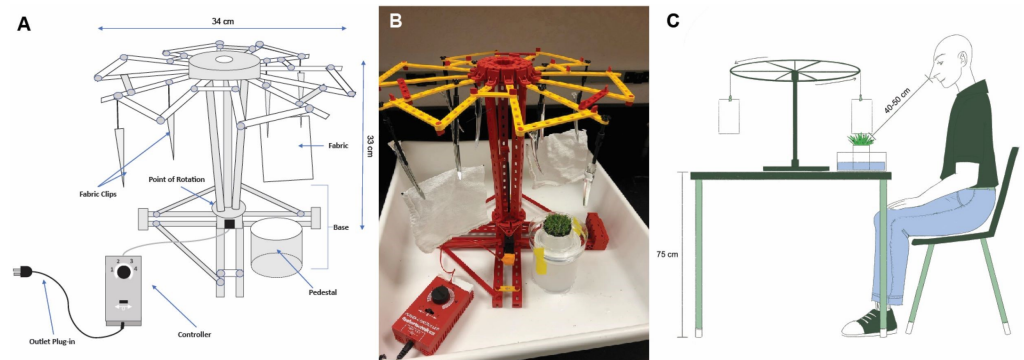 A
34 cm
33 cm
Fabric
Fabric Clips
Point of Rotation
Base
Pedestal
1 2 3 4
Controller
Outlet Plug-in
B
C
40-50 cm
75 cm